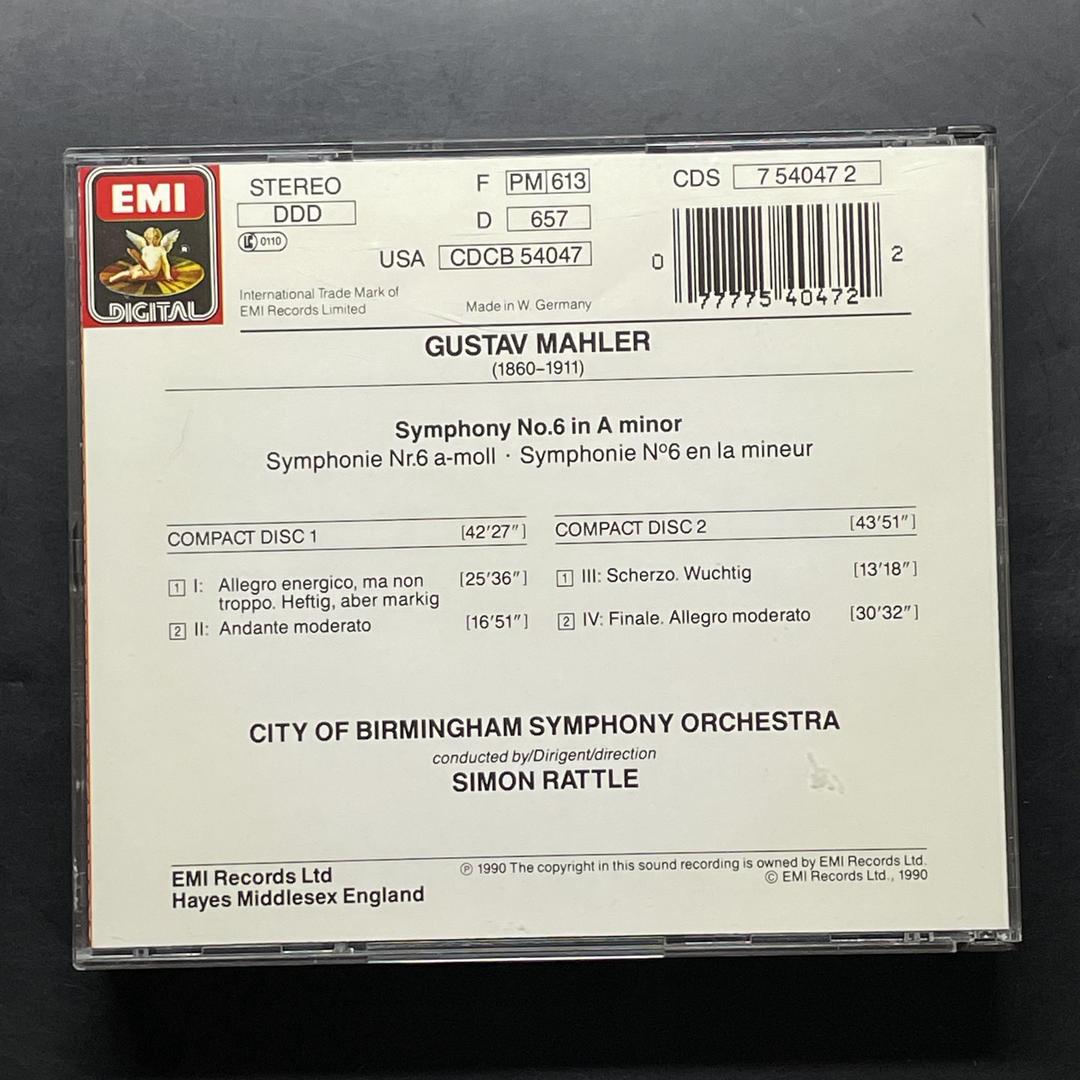 EMI
DIGITAL
STEREO
DDD
LC 0110
F PM 613
D 657
USA CDCB 54047
CDS 7 54047 2
0 77775 40472 2
International Trade Mark of
EMI Records Limited
Made in W. Germany
GUSTAV MAHLER
(1860–1911)
Symphony No.6 in A minor
Symphonie Nr.6 a-moll · Symphonie Nº6 en la mineur
COMPACT DISC 1 [42′27″]
1 I: Allegro energico, ma non [25′36″]
troppo. Heftig, aber markig
2 II: Andante moderato [16′51″]
COMPACT DISC 2 [43′51″]
1 III: Scherzo. Wuchtig [13′18″]
2 IV: Finale. Allegro moderato [30′32″]
CITY OF BIRMINGHAM SYMPHONY ORCHESTRA
conducted by/Dirigent/direction
SIMON RATTLE
EMI Records Ltd
Hayes Middlesex England
℗ 1990 The copyright in this sound recording is owned by EMI Records Ltd.
© EMI Records Ltd., 1990